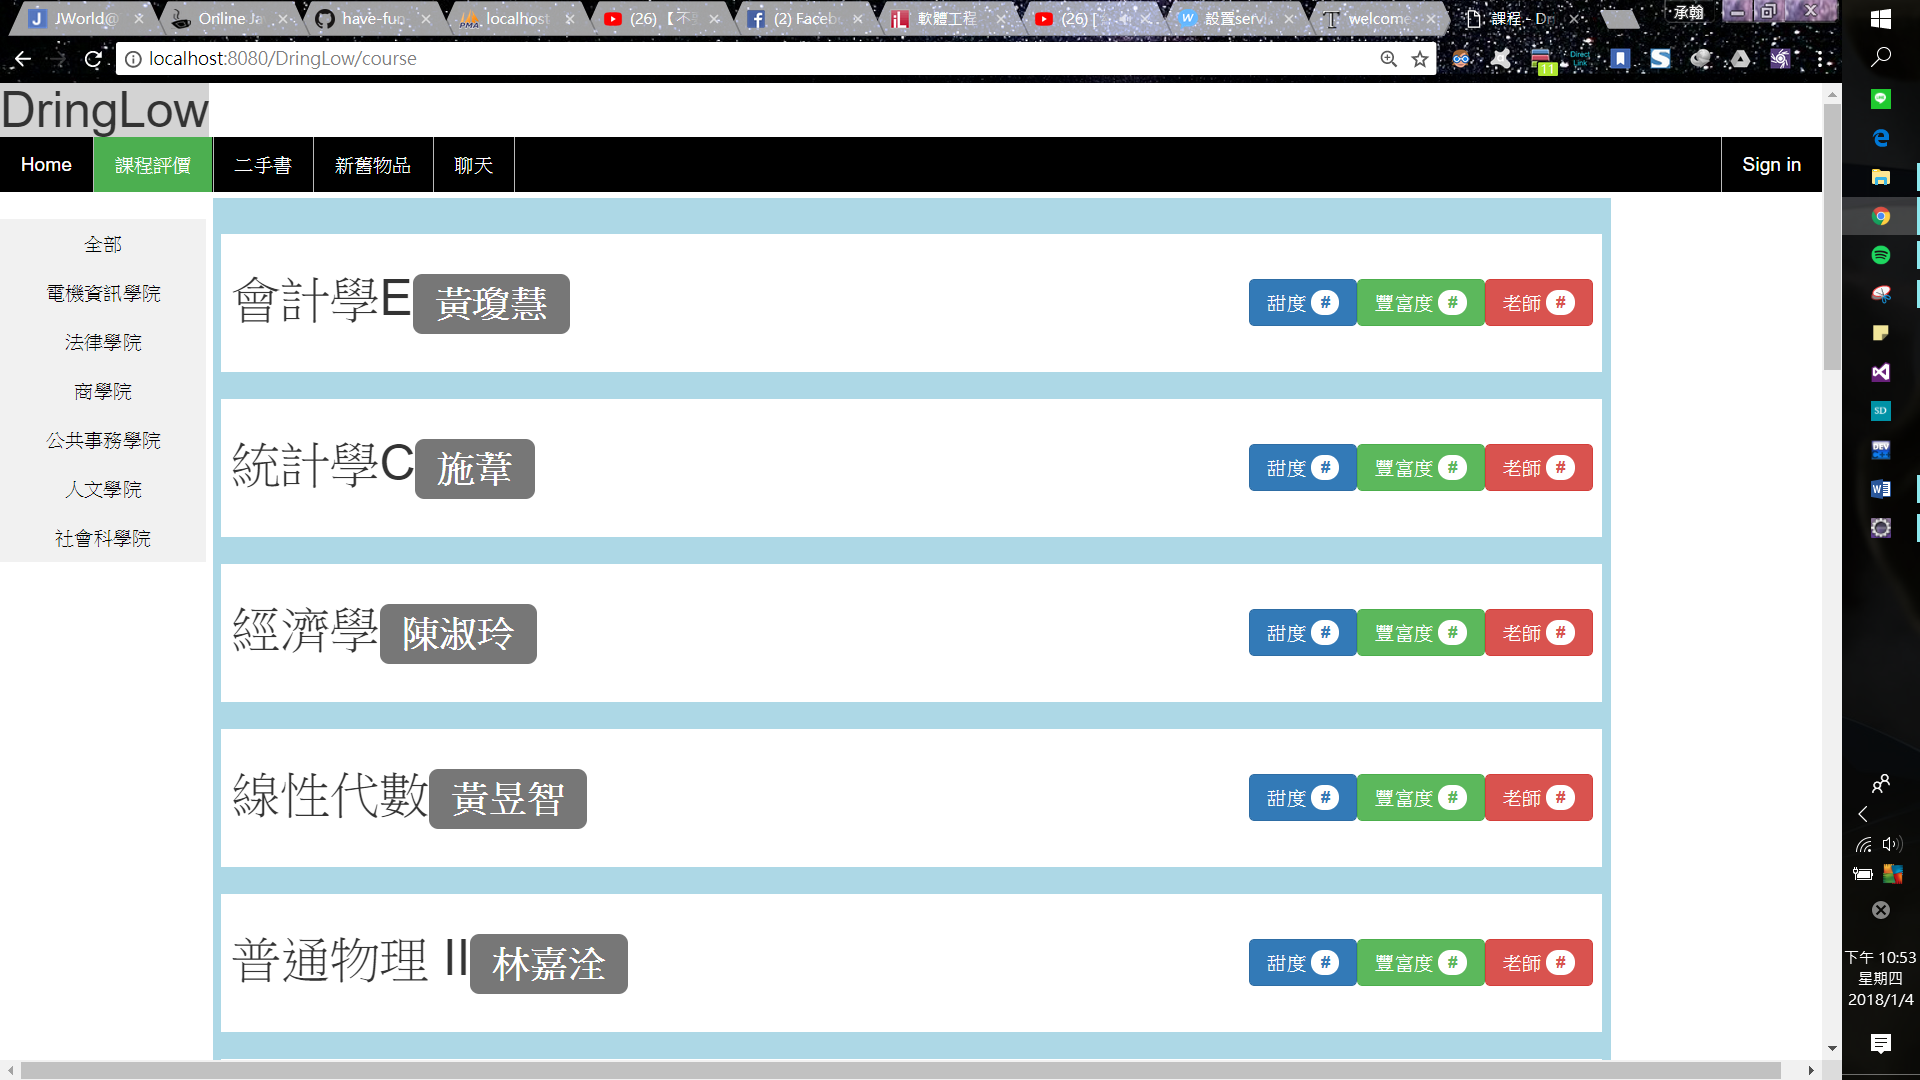 JWorld@
Online Ja
have-fun
localhost
(26)
(2) Faceb
軟體工程
(26)
設置servl
welcome
課程 - Dr
承翰
localhost:8080/DringLow/course
11
Direct Link
DringLow
Home
課程評價
二手書
新舊物品
聊天
Sign in
全部
電機資訊學院
法律學院
商學院
公共事務學院
人文學院
社會科學院
會計學E 黃瓊慧
甜度 # 豐富度 # 老師 #
統計學C 施葦
甜度 # 豐富度 # 老師 #
經濟學 陳淑玲
甜度 # 豐富度 # 老師 #
線性代數 黃昱智
甜度 # 豐富度 # 老師 #
普通物理 II 林嘉洤
甜度 # 豐富度 # 老師 #
SD
DEV
下午 10:53
星期四
2018/1/4